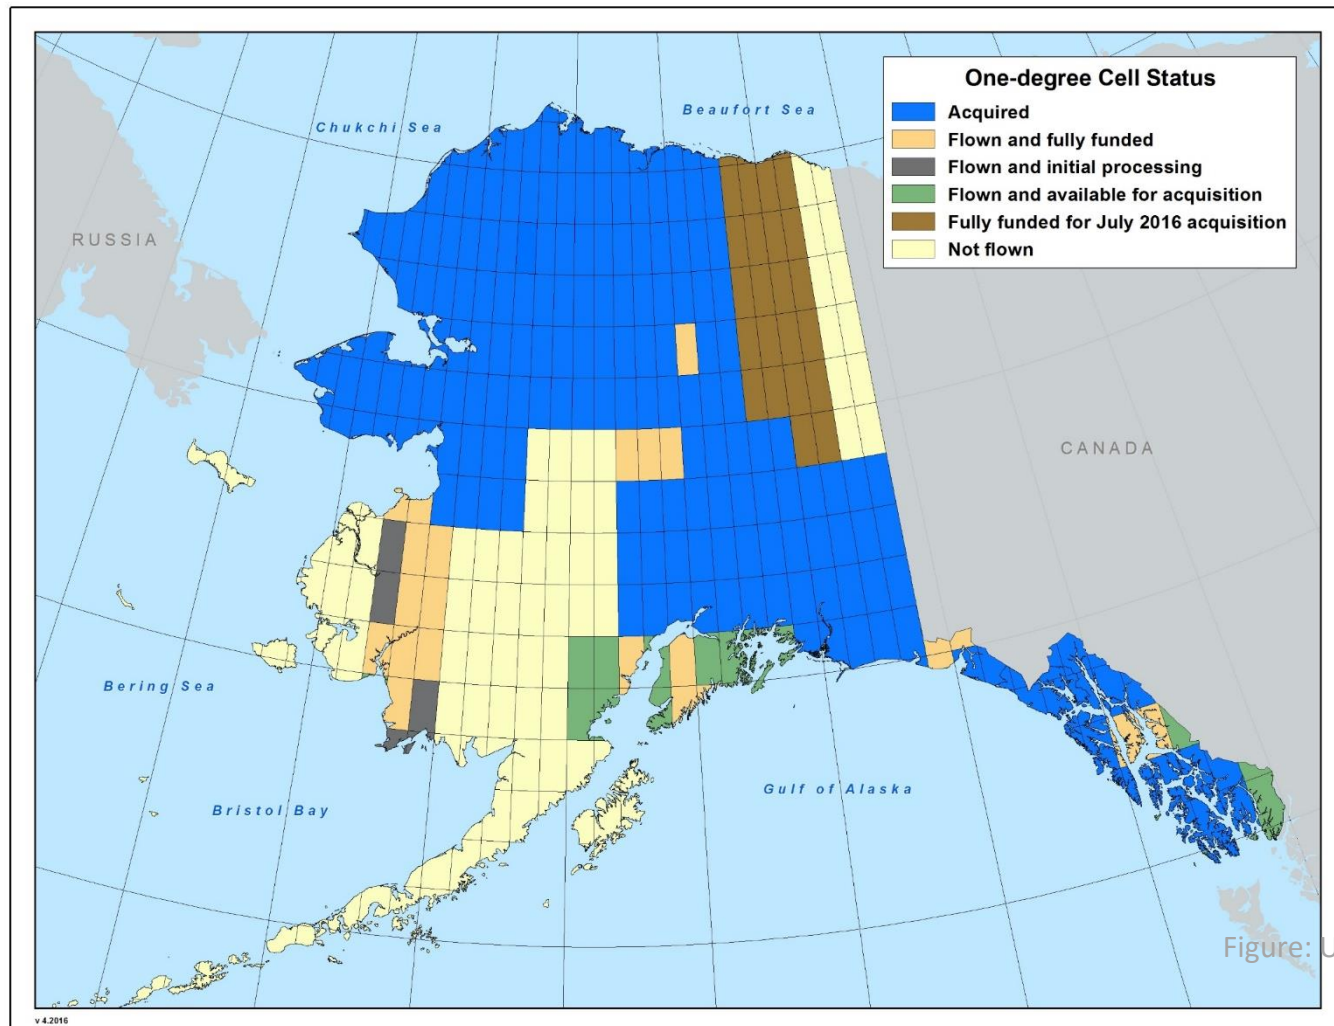 One-degree Cell Status
Acquired
Flown and fully funded
Flown and initial processing
Flown and available for acquisition
Fully funded for July 2016 acquisition
Not flown
Beaufort Sea
Chukchi Sea
RUSSIA
CANADA
Bering Sea
Bristol Bay
Gulf of Alaska
Figure: U
v 4.2016